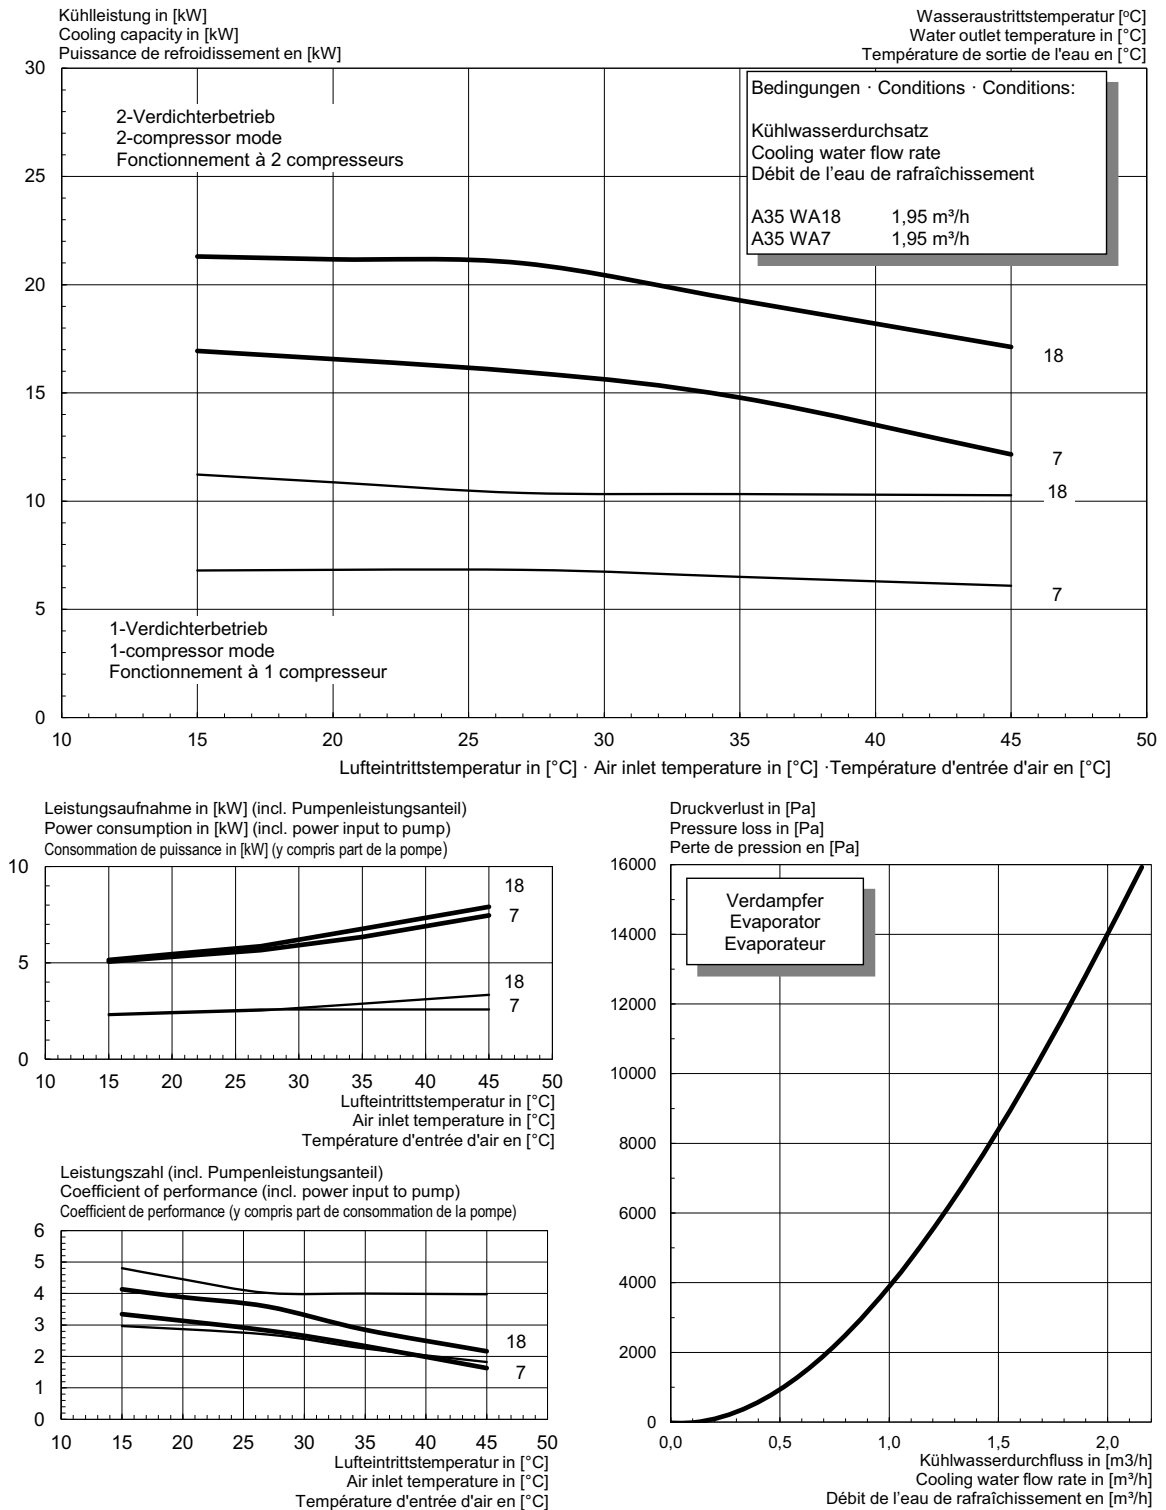 Kühlleistung in [kW]
Cooling capacity in [kW]
Puissance de refroidissement en [kW]
Wasseraustrittstemperatur [ºC]
Water outlet temperature in [°C]
Température de sortie de l'eau en [°C]
30
25
20
15
10
5
0
2-Verdichterbetrieb
2-compressor mode
Fonctionnement à 2 compresseurs
Bedingungen · Conditions · Conditions:
Kühlwasserdurchsatz
Cooling water flow rate
Débit de l'eau de rafraîchissement
A35 WA18 1,95 m³/h
A35 WA7 1,95 m³/h
18
7
18
7
1-Verdichterbetrieb
1-compressor mode
Fonctionnement à 1 compresseur
10 15 20 25 30 35 40 45 50
Lufteintrittstemperatur in [°C] · Air inlet temperature in [°C] ·Température d'entrée d'air en [°C]
Leistungsaufnahme in [kW] (incl. Pumpenleistungsanteil)
Power consumption in [kW] (incl. power input to pump)
Consommation de puissance in [kW] (y compris part de la pompe)
10
5
0
18
7
18
7
10 15 20 25 30 35 40 45 50
Lufteintrittstemperatur in [°C]
Air inlet temperature in [°C]
Température d'entrée d'air en [°C]
Leistungszahl (incl. Pumpenleistungsanteil)
Coefficient of performance (incl. power input to pump)
Coefficient de performance (y compris part de consommation de la pompe)
6
5
4
3
2
1
0
18
7
10 15 20 25 30 35 40 45 50
Lufteintrittstemperatur in [°C]
Air inlet temperature in [°C]
Température d'entrée d'air en [°C]
Druckverlust in [Pa]
Pressure loss in [Pa]
Perte de pression en [Pa]
16000
14000
12000
10000
8000
6000
4000
2000
0
Verdampfer
Evaporator
Evaporateur
0,0 0,5 1,0 1,5 2,0
Kühlwasserdurchfluss in [m3/h]
Cooling water flow rate in [m³/h]
Débit de l'eau de rafraîchissement en [m³/h]